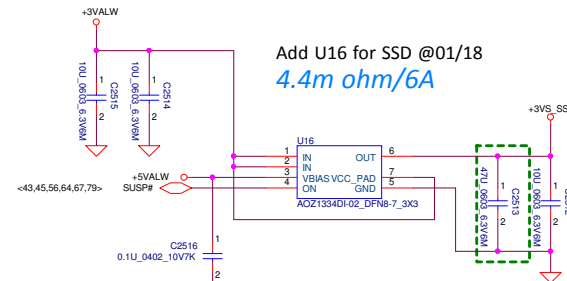 +3VALW
Add U16 for SSD @01/18
4.4m ohm/6A
10U_0603_6.3V6M
1
2
C2515
10U_0603_6.3V6M
1
2
C2514
+3VS_SS
U16
1 IN OUT 6
2 IN
3 VBIAS VCC_PAD 7
4 ON GND 5
AOZ1334DI-02_DFN8-7_3X3
+5VALW
SUSP#
<43,45,56,64,67,79>
47U_0603_6.3V6M
1
2
C2513
10U_0603_6.3V6M
1
2
C2516
0.1U_0402_10V7K
1
2